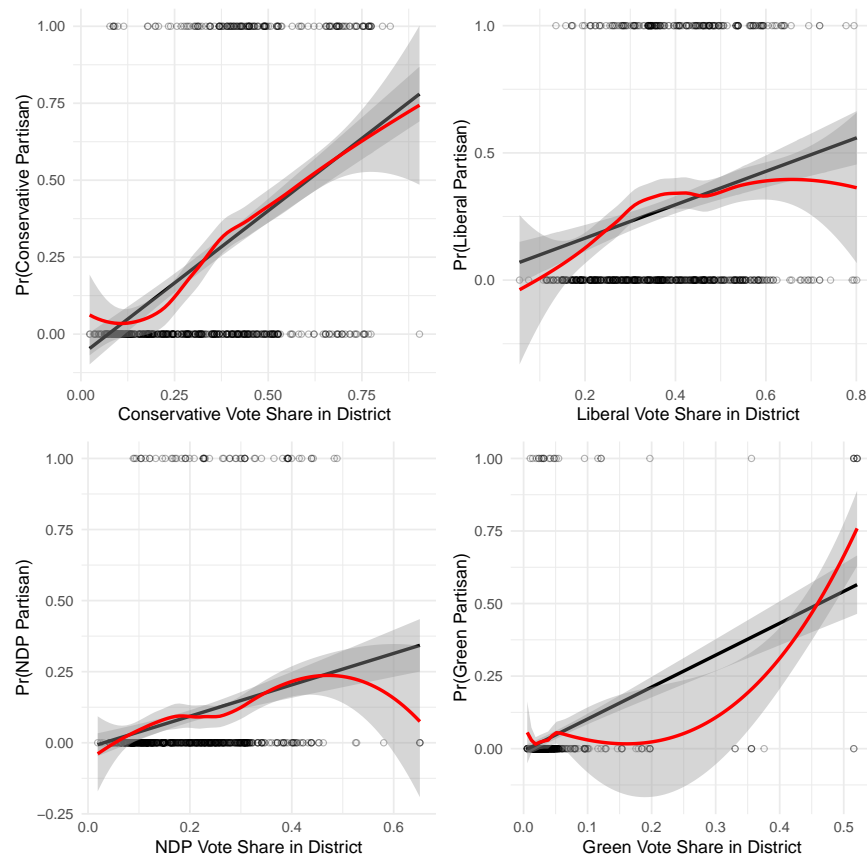 Pr(Conservative Partisan)
1.00
0.75
0.50
0.25
0.00
0.00 0.25 0.50 0.75
Conservative Vote Share in District
Pr(Liberal Partisan)
1.0
0.5
0.0
0.2 0.4 0.6 0.8
Liberal Vote Share in District
Pr(NDP Partisan)
1.00
0.75
0.50
0.25
0.00
−0.25
0.0 0.2 0.4 0.6
NDP Vote Share in District
Pr(Green Partisan)
1.00
0.75
0.50
0.25
0.00
0.0 0.1 0.2 0.3 0.4 0.5
Green Vote Share in District